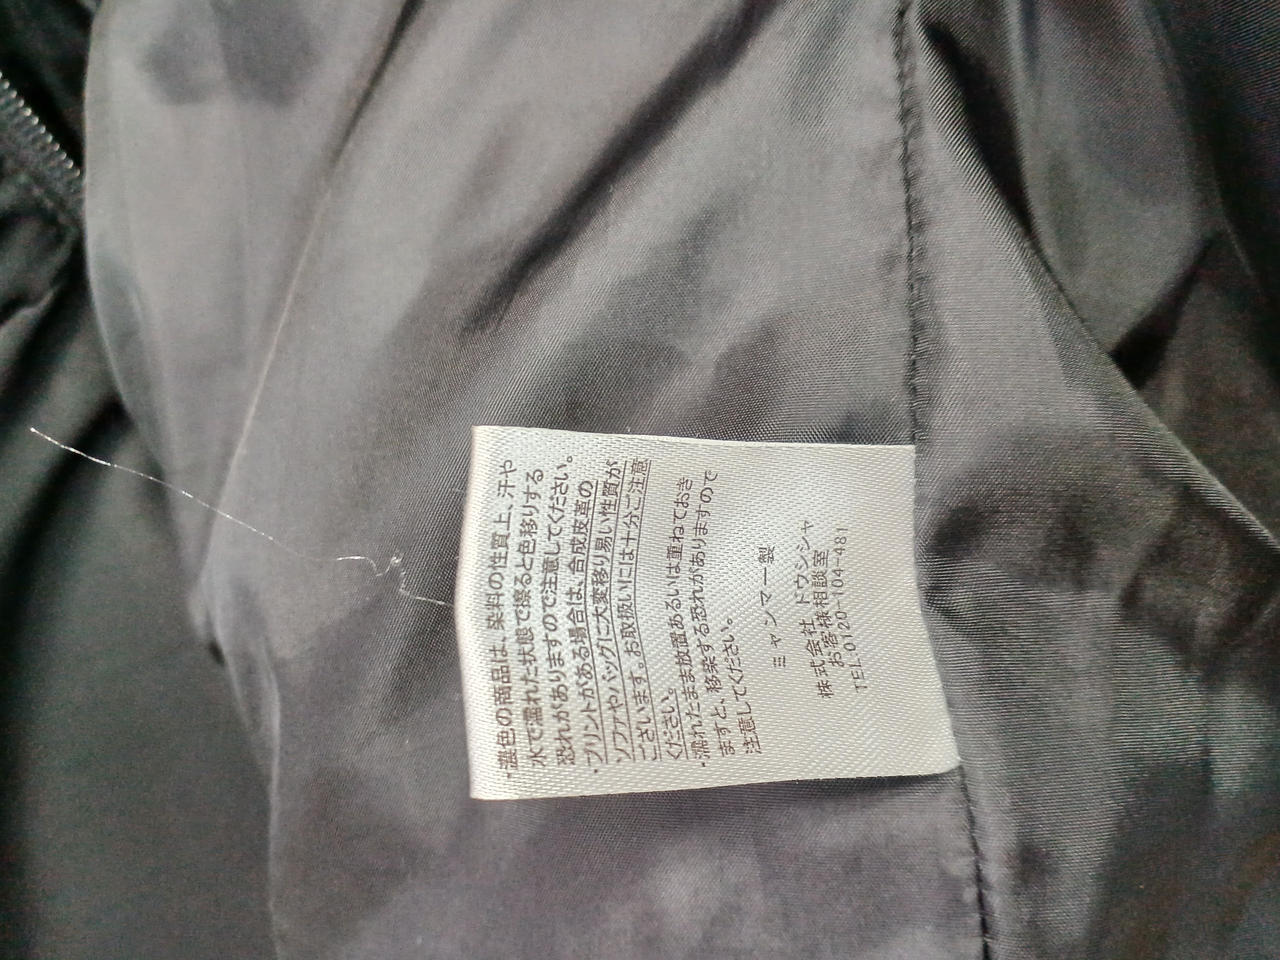 ・濃色の商品は、染料の性質上、汗や
水で濡れた状態で擦ると色移りする
恐れがありますので注意してください。
・プリントがある場合は、合成皮革の
ソファやバッグに大変移り易い性質が
ございます。お取扱いには十分ご注意
ください。
・濡れたまま放置あるいは重ねておき
ますと、移染する恐れがありますので
注意してください。
ミャンマー製
株式会社 ドウシシャ
お客様相談室
TEL0120-104-481